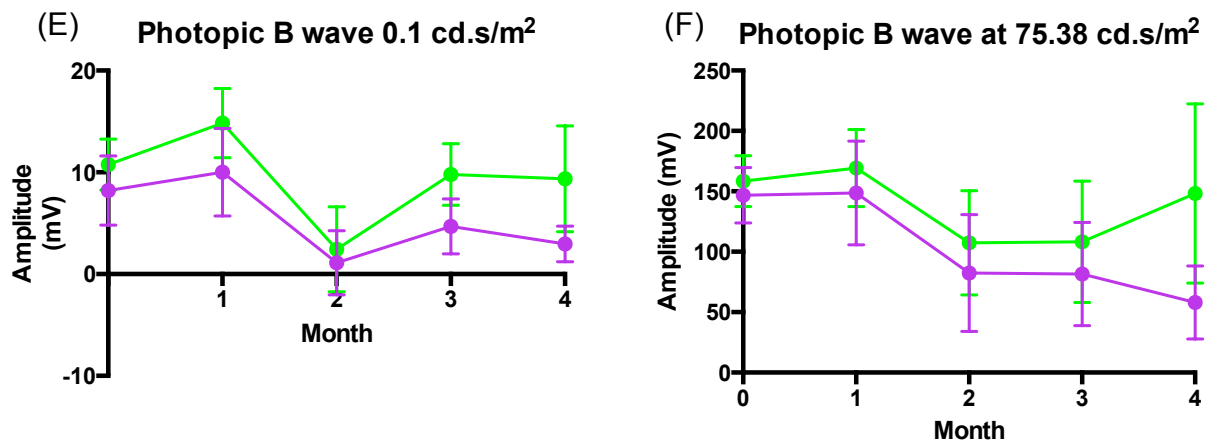 (E)
Photopic B wave 0.1 cd.s/m²
20
10
0
-10
Amplitude
(mV)
1 2 3 4
Month
(F)
Photopic B wave at 75.38 cd.s/m²
250
200
150
100
50
0
Amplitude (mV)
0 1 2 3 4
Month